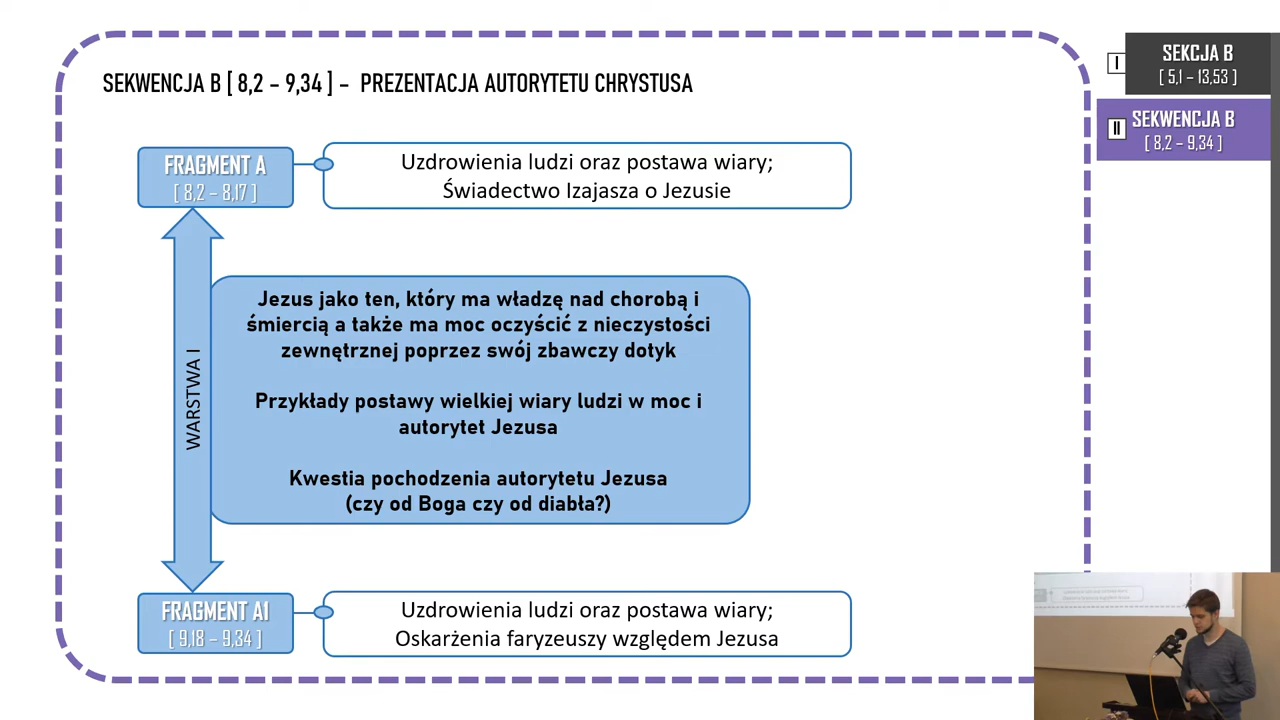 SEKWENCJA B [ 8,2 – 9,34 ] – PREZENTACJA AUTORYTETU CHRYSTUSA
I
SEKCJA B
[ 5,1 – 13,53 ]
II
SEKWENCJA B
[ 8,2 – 9,34 ]
FRAGMENT A
[ 8,2 – 8,17 ]
Uzdrowienia ludzi oraz postawa wiary;
Świadectwo Izajasza o Jezusie
WARSTWA I
Jezus jako ten, który ma władzę nad chorobą i
śmiercią a także ma moc oczyścić z nieczystości
zewnętrznej poprzez swój zbawczy dotyk
Przykłady postawy wielkiej wiary ludzi w moc i
autorytet Jezusa
Kwestia pochodzenia autorytetu Jezusa
(czy od Boga czy od diabła?)
FRAGMENT A1
[ 9,18 – 9,34 ]
Uzdrowienia ludzi oraz postawa wiary;
Oskarżenia faryzeuszy względem Jezusa